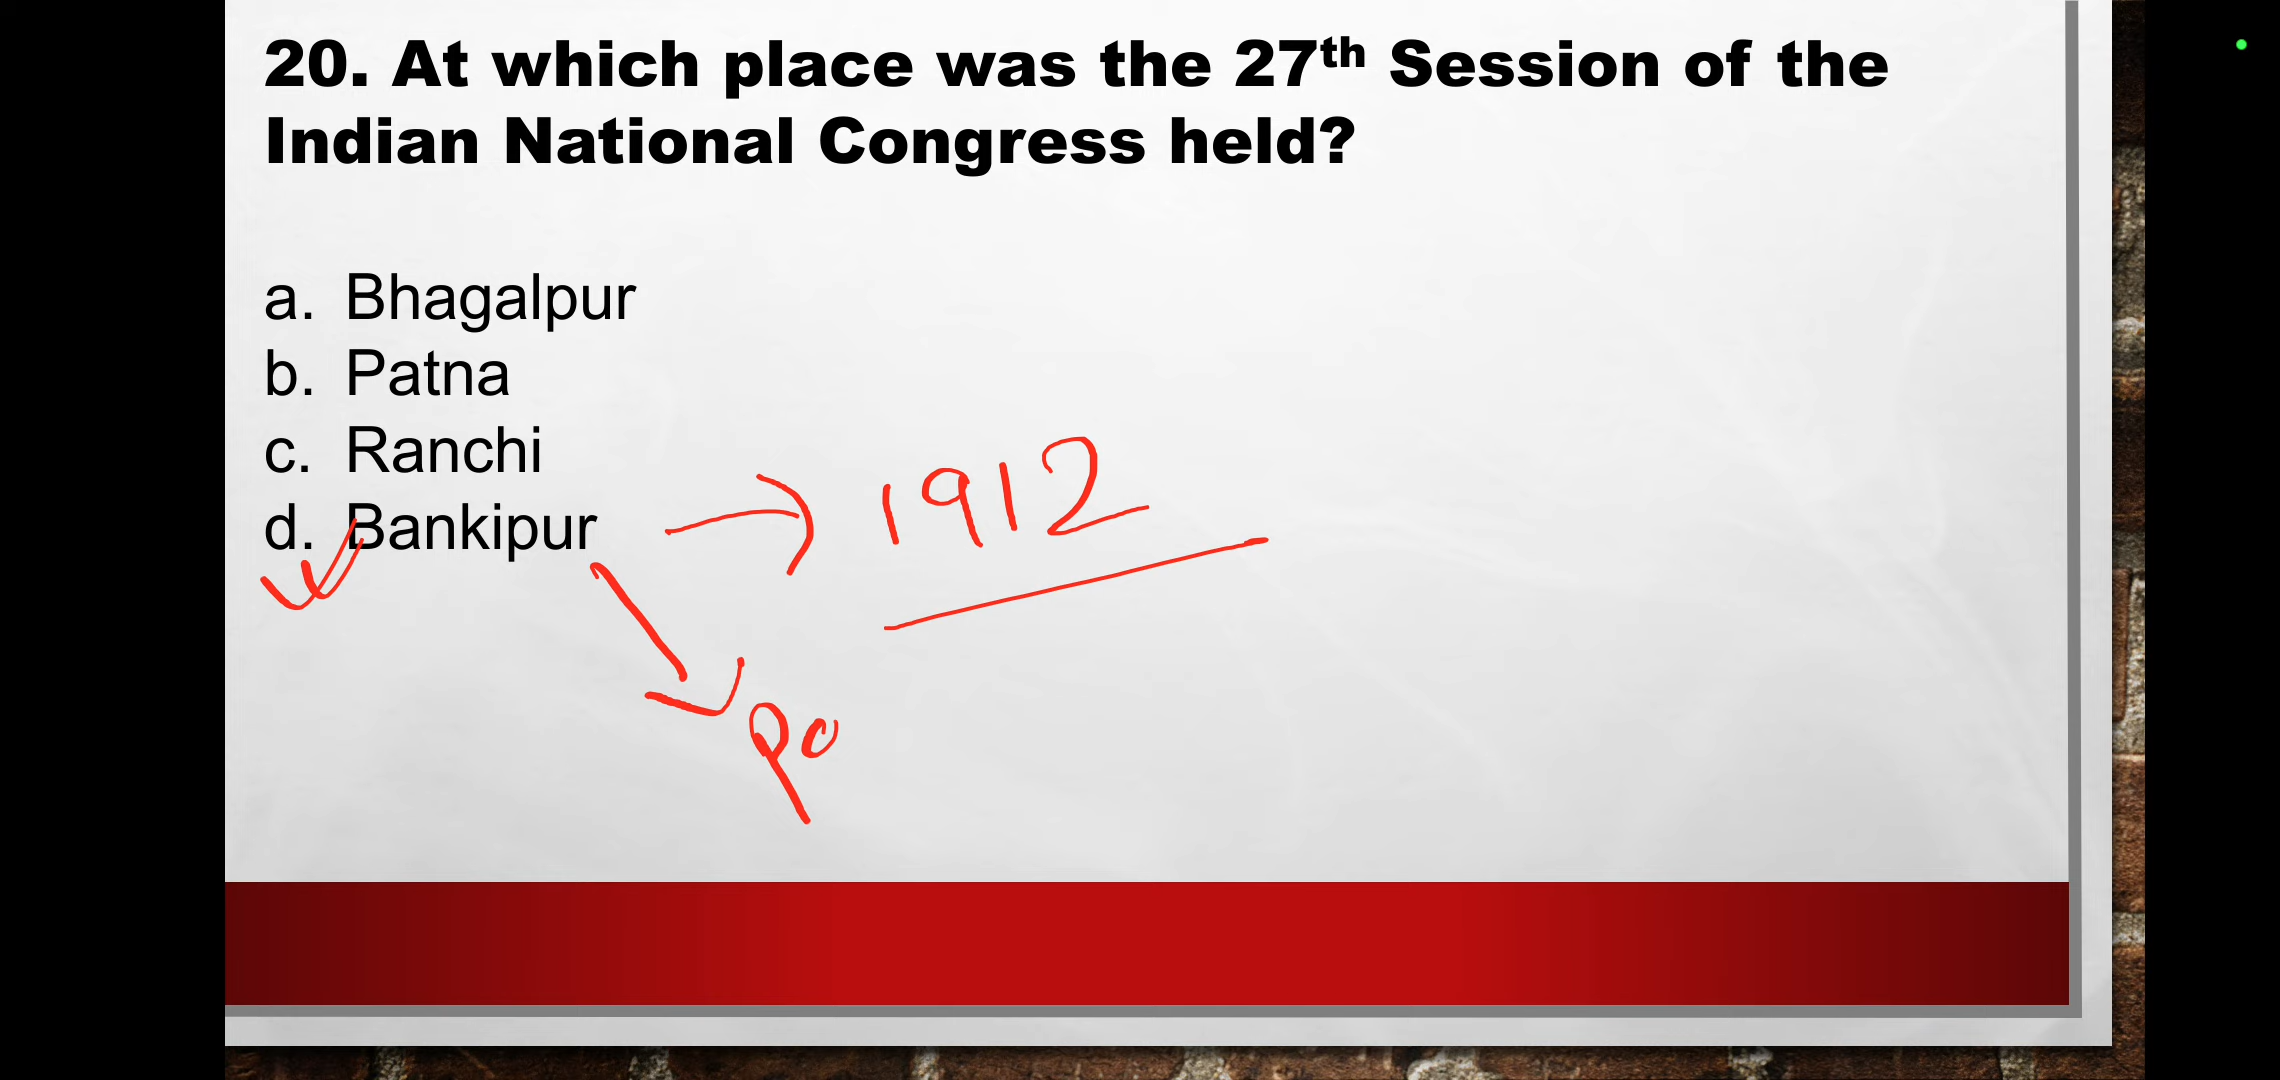 20. At which place was the 27th Session of the
Indian National Congress held?
a. Bhagalpur
b. Patna
c. Ranchi
d. Bankipur
1912